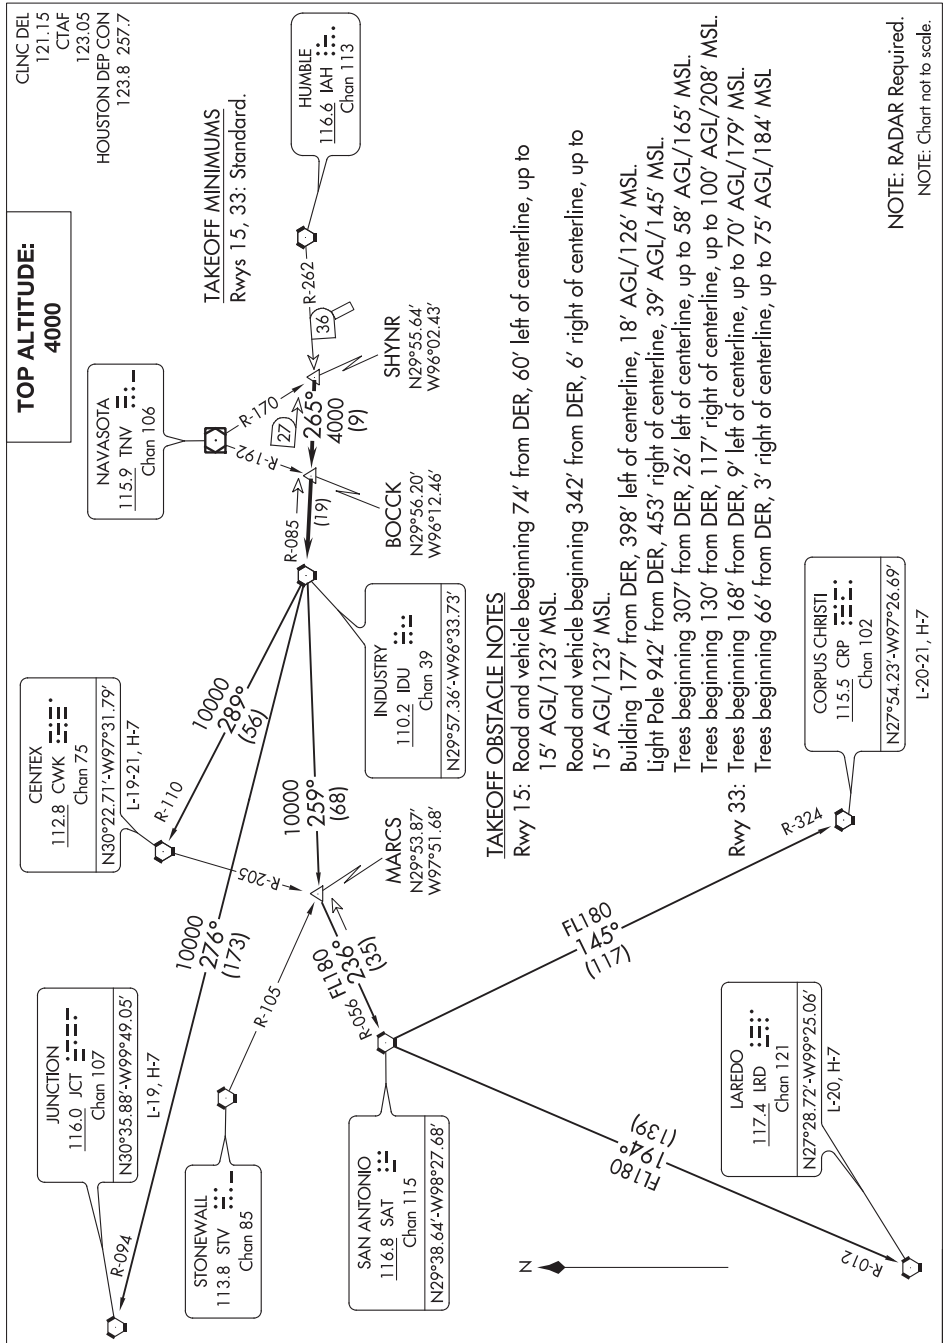 TOP ALTITUDE:
4000
CLNC DEL
121.15
CTAF
123.05
HOUSTON DEP CON
123.8 257.7
JUNCTION
116.0 JCT
Chan 107
N30°35.88'-W99°49.05'
L-19, H-7
R-094
CENTEX
112.8 CWK
Chan 75
N30°22.71'-W97°31.79'
L-19-21, H-7
R-110
R-205
NAVASOTA
115.9 TNV
Chan 106
R-170
R-192
TAKEOFF MINIMUMS
Rwys 15, 33: Standard.
HUMBLE
116.6 IAH
Chan 113
R-262
36
27
10000
276°
(173)
10000
289°
(56)
10000
259°
(68)
R-085
(19)
265°
4000
(9)
STONEWALL
113.8 STV
Chan 85
R-105
SHYNR
N29°55.64'
W96°02.43'
BOCCK
N29°56.20'
W96°12.46'
INDUSTRY
110.2 IDU
Chan 39
N29°57.36'-W96°33.73'
MARCS
N29°53.87'
W97°51.68'
R-056
FL180
236°
(35)
SAN ANTONIO
116.8 SAT
Chan 115
N29°38.64'-W98°27.68'
FL180
145°
(117)
R-324
FL180
194°
(139)
R-012
CORPUS CHRISTI
115.5 CRP
Chan 102
N27°54.23'-W97°26.69'
L-20-21, H-7
LAREDO
117.4 LRD
Chan 121
N27°28.72'-W99°25.06'
L-20, H-7
N
TAKEOFF OBSTACLE NOTES
Rwy 15: Road and vehicle beginning 74' from DER, 60' left of centerline, up to
15' AGL/123' MSL.
Road and vehicle beginning 342' from DER, 6' right of centerline, up to
15' AGL/123' MSL.
Building 177' from DER, 398' left of centerline, 18' AGL/126' MSL.
Light Pole 942' from DER, 453' right of centerline, 39' AGL/145' MSL.
Trees beginning 307' from DER, 26' left of centerline, up to 58' AGL/165' MSL.
Trees beginning 130' from DER, 117' right of centerline, up to 100' AGL/208' MSL.
Rwy 33: Trees beginning 168' from DER, 9' left of centerline, up to 70' AGL/179' MSL.
Trees beginning 66' from DER, 3' right of centerline, up to 75' AGL/184' MSL
NOTE: RADAR Required.
NOTE: Chart not to scale.